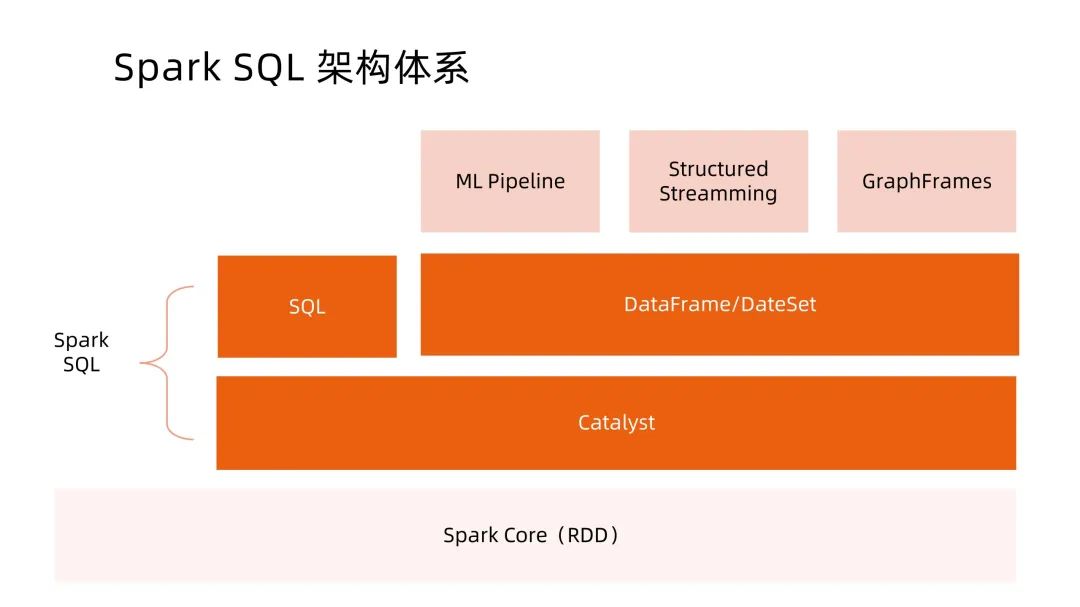 Spark SQL 架构体系
ML Pipeline
Structured
Streamming
GraphFrames
SQL
DataFrame/DateSet
Spark
SQL
Catalyst
Spark Core（RDD）